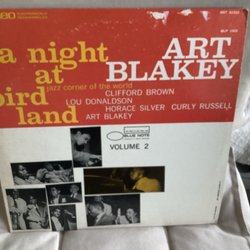 STEREO
a night
at
bird
land
jazz corner of the world
ART
BLAKEY
CLIFFORD BROWN
LOU DONALDSON
HORACE SILVER CURLY RUSSELL
ART BLAKEY
BLUE NOTE
VOLUME 2